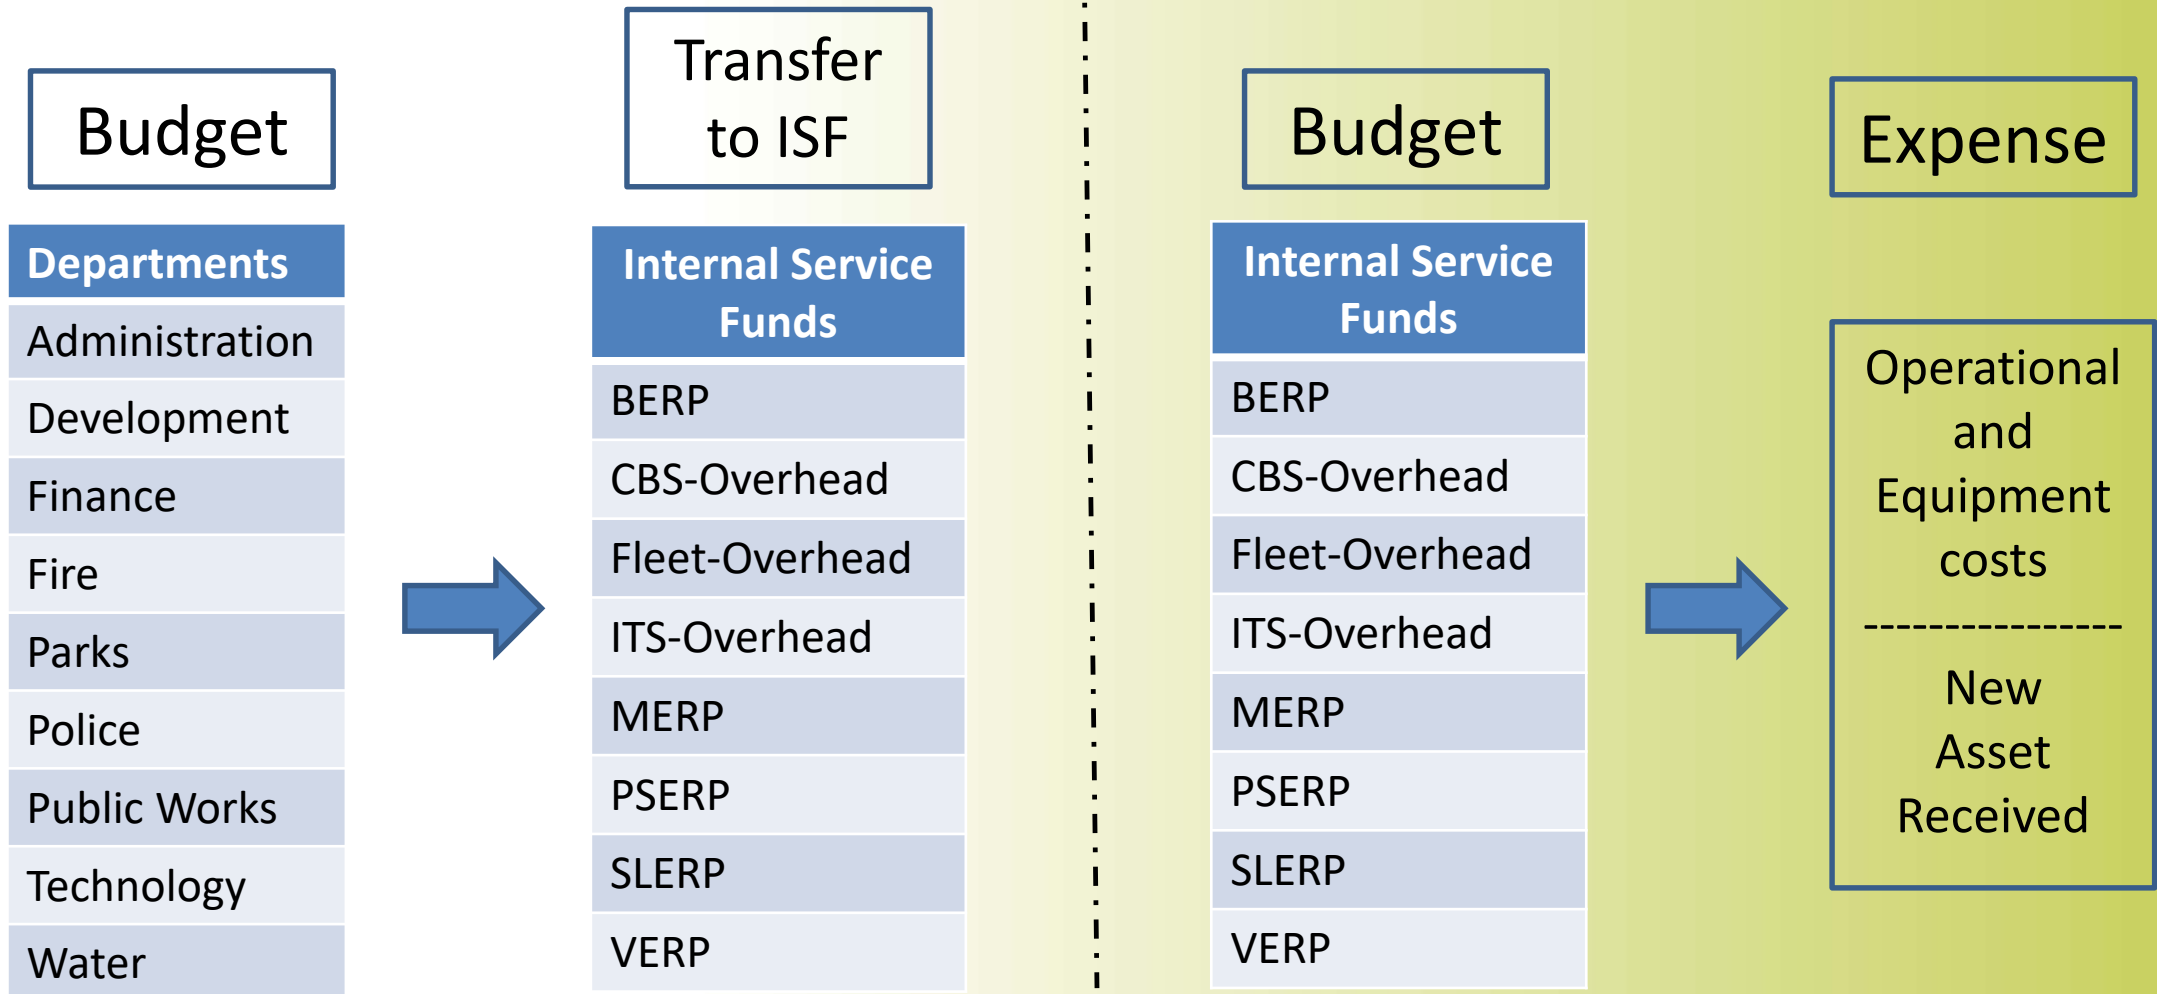 Budget
Departments
Administration
Development
Finance
Fire
Parks
Police
Public Works
Technology
Water
Transfer
to ISF
Internal Service
Funds
BERP
CBS-Overhead
Fleet-Overhead
ITS-Overhead
MERP
PSERP
SLERP
VERP
Budget
Internal Service
Funds
BERP
CBS-Overhead
Fleet-Overhead
ITS-Overhead
MERP
PSERP
SLERP
VERP
Expense
Operational
and
Equipment
costs
----------------
New
Asset
Received